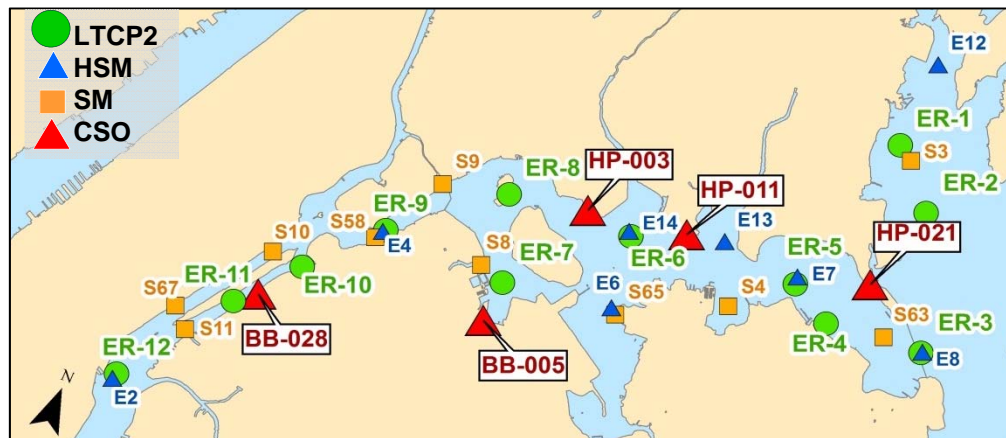 LTCP2
HSM
SM
CSO
E12
ER-1
S3
ER-2
HP-021
HP-003
ER-8
S9
HP-011
E13
E14
ER-6
ER-9
S58
E4
S10
ER-5
E7
S8
ER-7
ER-10
ER-11
S67
S11
E6
S65
S4
S63
ER-3
E8
ER-4
BB-028
BB-005
ER-12
E2
N